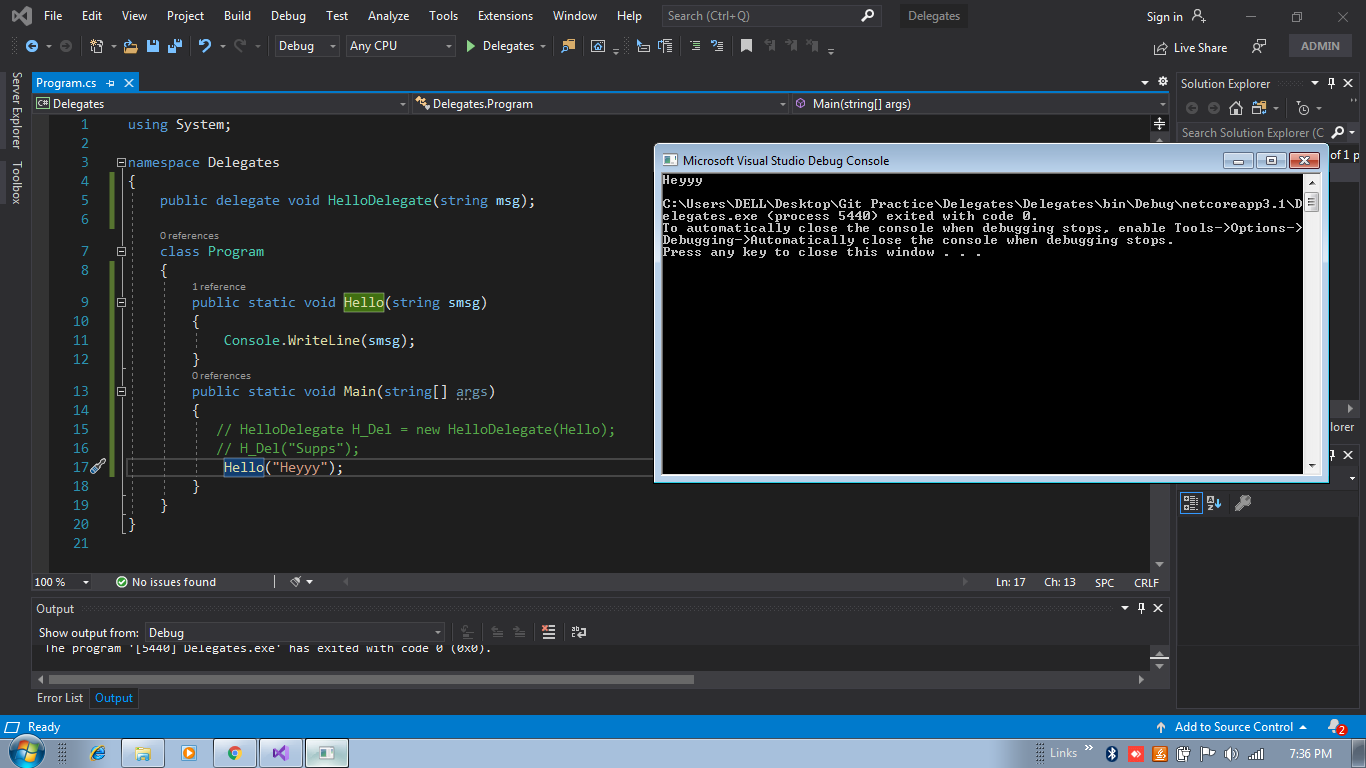 File Edit View Project Build Debug Test Analyze Tools Extensions Window Help Search (Ctrl+Q) Delegates Sign in
Debug Any CPU Delegates Live Share ADMIN
Server Explorer
Toolbox
Program.cs
Delegates Delegates.Program Main(string[] args)
1 using System;
2
3 namespace Delegates
4 {
5 public delegate void HelloDelegate(string msg);
6
0 references
7 class Program
8 {
1 reference
9 public static void Hello(string smsg)
10 {
11 Console.WriteLine(smsg);
12 }
0 references
13 public static void Main(string[] args)
14 {
15 // HelloDelegate H_Del = new HelloDelegate(Hello);
16 // H_Del("Supps");
17 Hello("Heyyy");
18 }
19 }
20 }
21
100 % No issues found Ln: 17 Ch: 13 SPC CRLF
Solution Explorer
Search Solution Explorer (C
of 1 p
lorer
Microsoft Visual Studio Debug Console
Heyyy
C:\Users\DELL\Desktop\Git Practice\Delegates\Delegates\bin\Debug\netcoreapp3.1\D
elegates.exe (process 5440) exited with code 0.
To automatically close the console when debugging stops, enable Tools->Options->
Debugging->Automatically close the console when debugging stops.
Press any key to close this window . . .
Output
Show output from: Debug
The program '[5440] Delegates.exe' has exited with code 0 (0x0).
Error List Output
Ready Add to Source Control 2
Links 7:36 PM